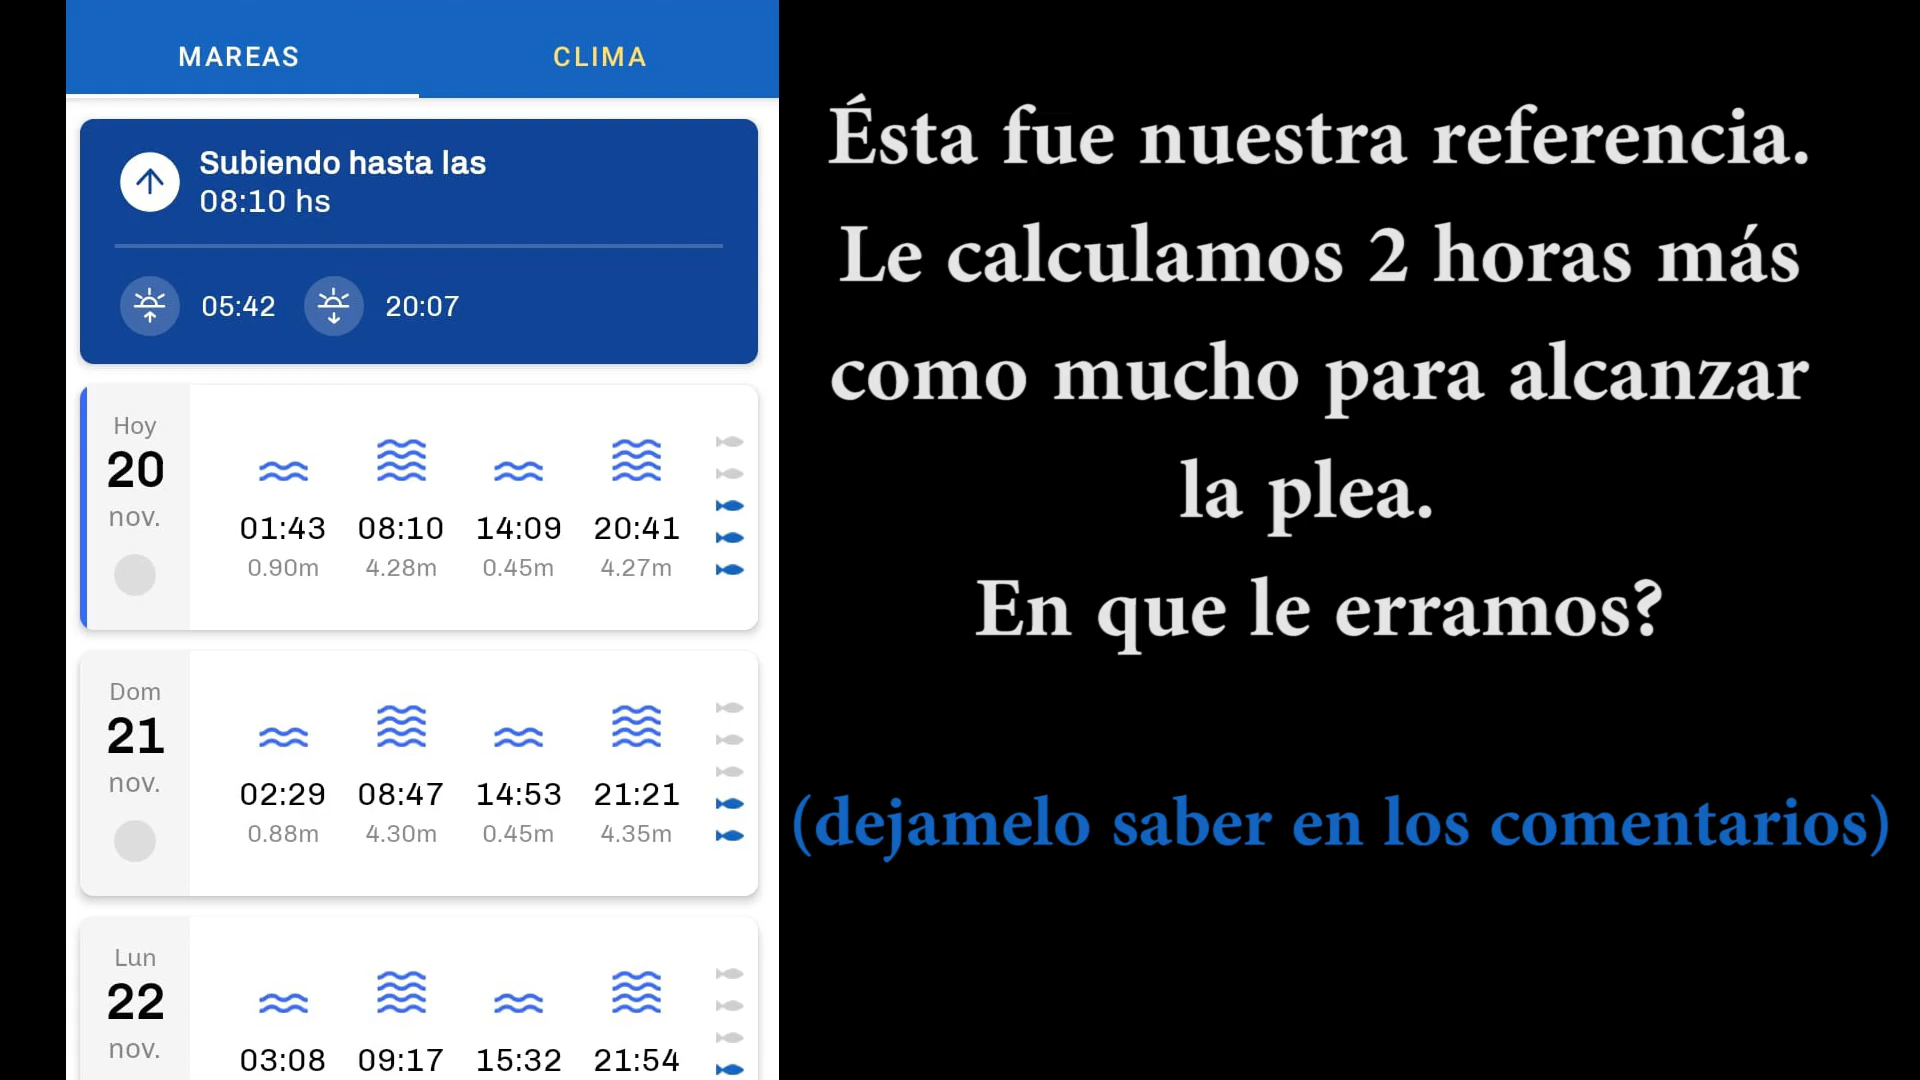 MAREAS CLIMA
Subiendo hasta las
08:10 hs
05:42 20:07
Hoy
20
nov.
01:43 08:10 14:09 20:41
0.90m 4.28m 0.45m 4.27m
Dom
21
nov.
02:29 08:47 14:53 21:21
0.88m 4.30m 0.45m 4.35m
Lun
22
nov.
03:08 09:17 15:32 21:54
Ésta fue nuestra referencia.
Le calculamos 2 horas más
como mucho para alcanzar
la plea.
En que le erramos?
(dejamelo saber en los comentarios)